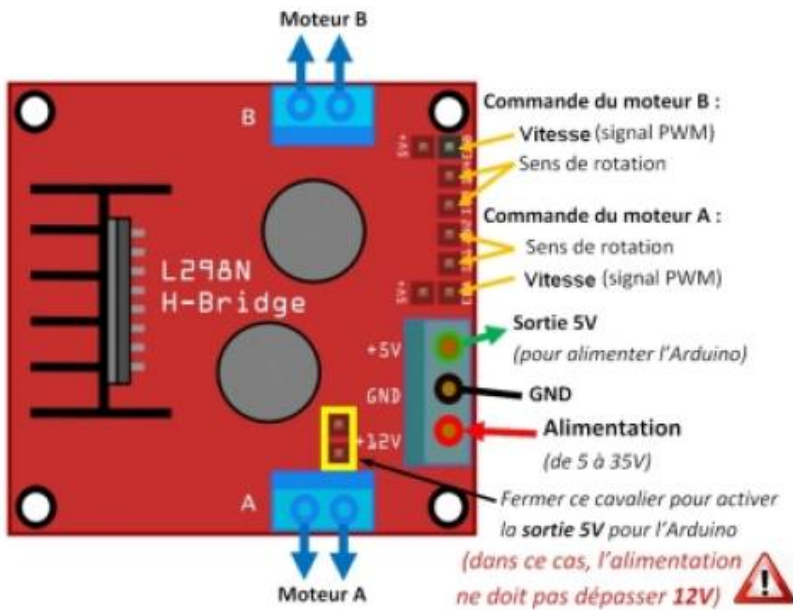 Moteur B
B
5V+
Commande du moteur B :
Vitesse (signal PWM)
Sens de rotation
Commande du moteur A :
Sens de rotation
Vitesse (signal PWM)
5V+
L298N
H-Bridge
Sortie 5V
+5V
(pour alimenter l'Arduino)
GND
GND
Alimentation
+12V
(de 5 à 35V)
A
Fermer ce cavalier pour activer
la sortie 5V pour l'Arduino
(dans ce cas, l'alimentation
ne doit pas dépasser 12V)
!
Moteur A